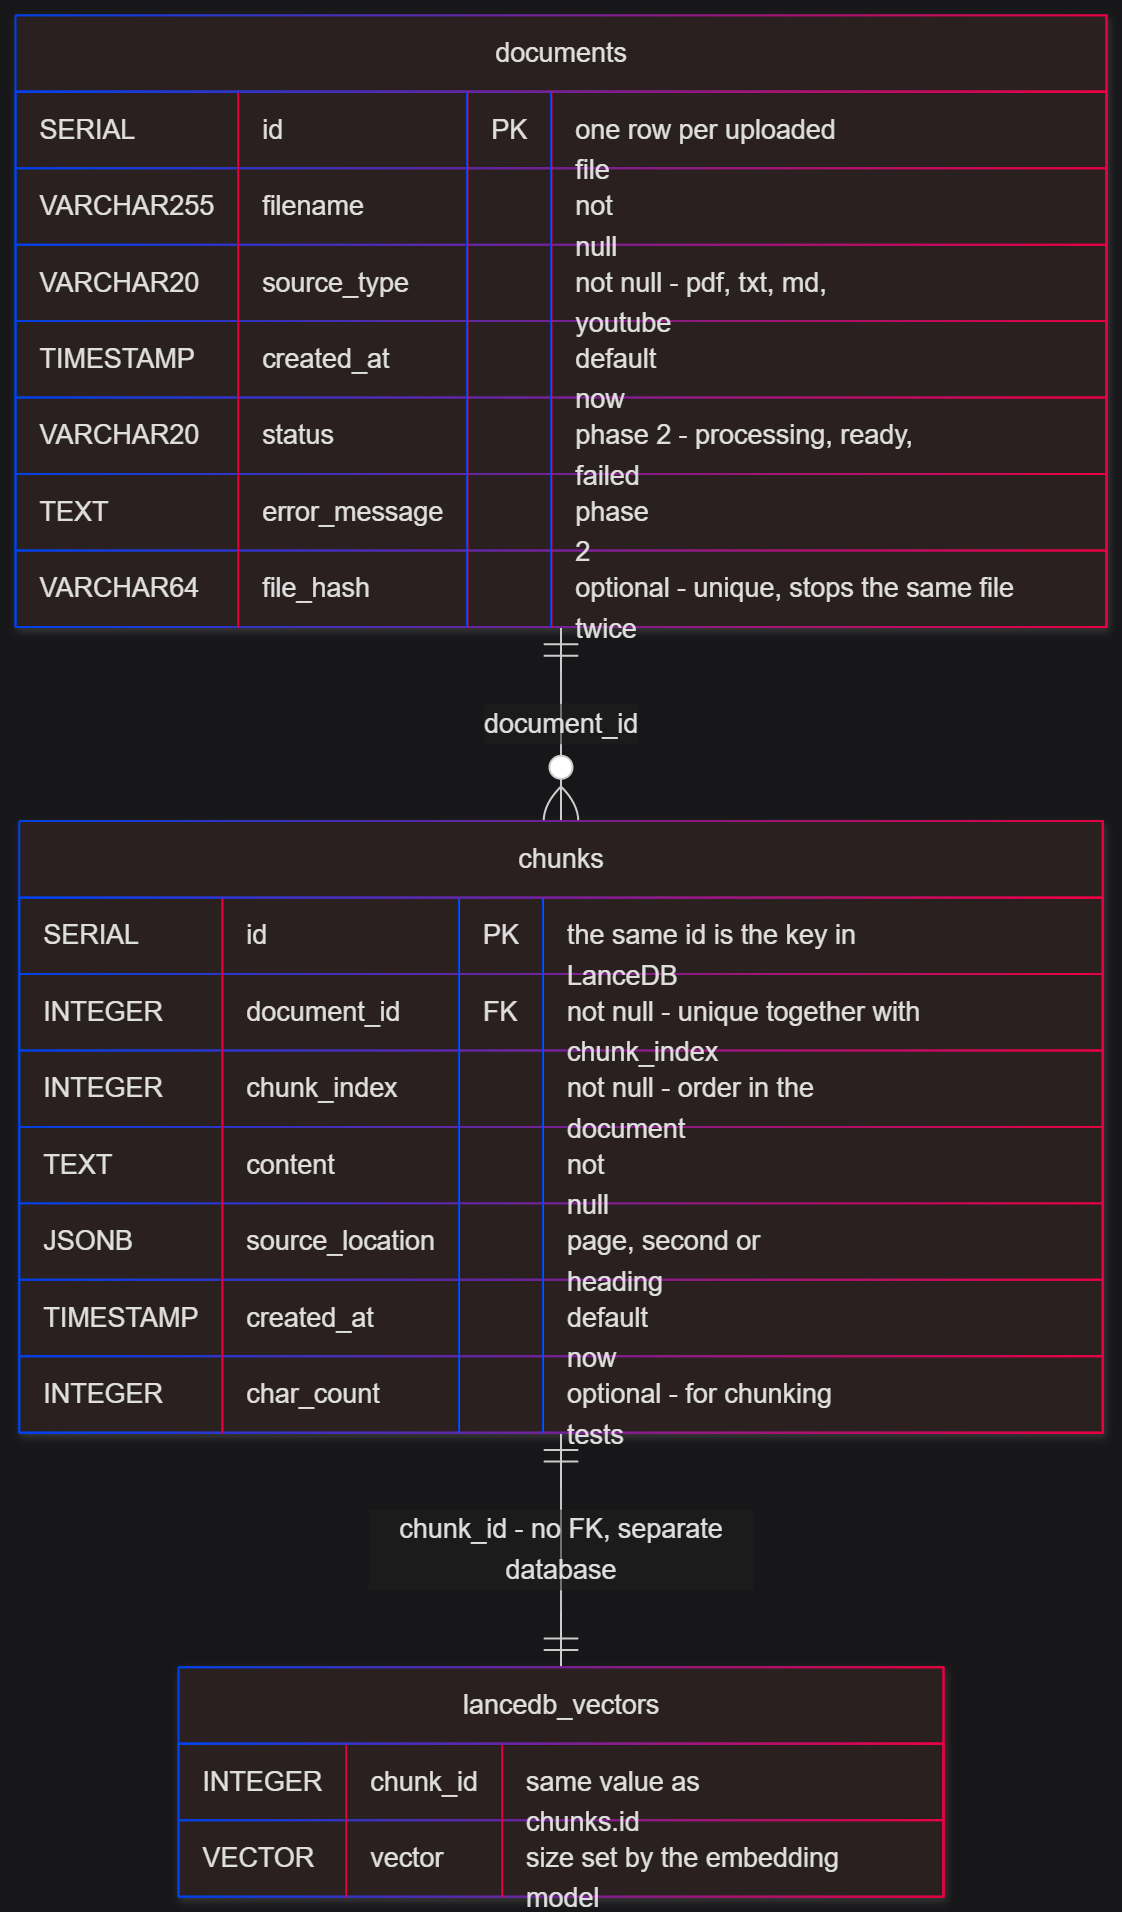 documents
SERIAL id PK one row per uploaded
file
VARCHAR255 filename not
null
VARCHAR20 source_type not null - pdf, txt, md,
youtube
TIMESTAMP created_at default
now
VARCHAR20 status phase 2 - processing, ready,
failed
TEXT error_message phase
2
VARCHAR64 file_hash optional - unique, stops the same file
twice
document_id
chunks
SERIAL id PK the same id is the key in
LanceDB
INTEGER document_id FK not null - unique together with
chunk_index
INTEGER chunk_index not null - order in the
document
TEXT content not
null
JSONB source_location page, second or
heading
TIMESTAMP created_at default
now
INTEGER char_count optional - for chunking
tests
chunk_id - no FK, separate
database
lancedb_vectors
INTEGER chunk_id same value as
chunks.id
VECTOR vector size set by the embedding
model